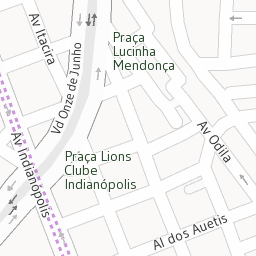 Av Itacira
Vd Onze de Junho
Praça
Lucinha
Mendonça
Av Odila
Av Indianópolis
Praça Lions
Clube
Indianópolis
Al dos Auetis